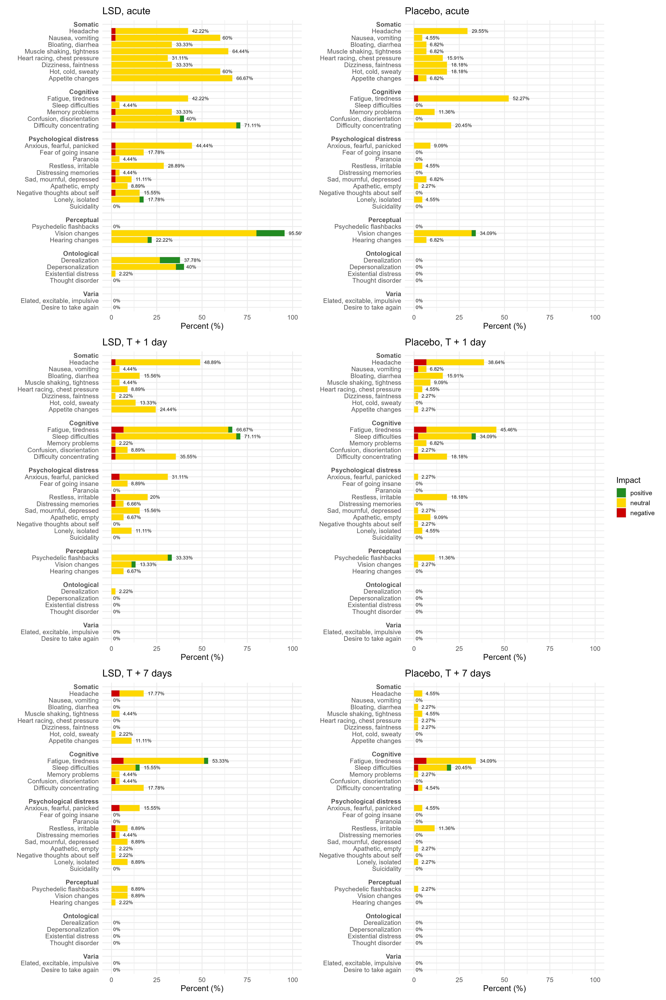 LSD, acute
Somatic
Headache 42.22%
Nausea, vomiting 60%
Bloating, diarrhea 33.33%
Muscle shaking, tightness 64.44%
Heart racing, chest pressure 31.11%
Dizziness, faintness 33.33%
Hot, cold, sweaty 60%
Appetite changes 66.67%
Cognitive
Fatigue, tiredness 42.22%
Sleep difficulties 4.44%
Memory problems 33.33%
Confusion, disorientation 40%
Difficulty concentrating 71.11%
Psychological distress
Anxious, fearful, panicked 44.44%
Fear of going insane 17.78%
Paranoia 4.44%
Restless, irritable 28.89%
Distressing memories 4.44%
Sad, mournful, depressed 11.11%
Apathetic, empty 8.89%
Negative thoughts about self 15.55%
Lonely, isolated 17.78%
Suicidality 0%
Perceptual
Psychedelic flashbacks 0%
Vision changes 95.56%
Hearing changes 22.22%
Ontological
Derealization 37.78%
Depersonalization 40%
Existential distress 2.22%
Thought disorder 0%
Varia
Elated, excitable, impulsive 0%
Desire to take again 0%
0 25 50 75 100
Percent (%)
Placebo, acute
Somatic
Headache 29.55%
Nausea, vomiting 4.55%
Bloating, diarrhea 6.82%
Muscle shaking, tightness 6.82%
Heart racing, chest pressure 15.91%
Dizziness, faintness 18.18%
Hot, cold, sweaty 18.18%
Appetite changes 6.82%
Cognitive
Fatigue, tiredness 52.27%
Sleep difficulties 0%
Memory problems 11.36%
Confusion, disorientation 0%
Difficulty concentrating 20.45%
Psychological distress
Anxious, fearful, panicked 9.09%
Fear of going insane 0%
Paranoia 0%
Restless, irritable 4.55%
Distressing memories 0%
Sad, mournful, depressed 6.82%
Apathetic, empty 2.27%
Negative thoughts about self 0%
Lonely, isolated 4.55%
Suicidality 0%
Perceptual
Psychedelic flashbacks 0%
Vision changes 34.09%
Hearing changes 6.82%
Ontological
Derealization 0%
Depersonalization 0%
Existential distress 0%
Thought disorder 0%
Varia
Elated, excitable, impulsive 0%
Desire to take again 0%
0 25 50 75 100
Percent (%)
LSD, T + 1 day
Somatic
Headache 48.89%
Nausea, vomiting 4.44%
Bloating, diarrhea 15.56%
Muscle shaking, tightness 4.44%
Heart racing, chest pressure 8.89%
Dizziness, faintness 2.22%
Hot, cold, sweaty 13.33%
Appetite changes 24.44%
Cognitive
Fatigue, tiredness 66.67%
Sleep difficulties 71.11%
Memory problems 2.22%
Confusion, disorientation 8.89%
Difficulty concentrating 35.55%
Psychological distress
Anxious, fearful, panicked 31.11%
Fear of going insane 8.89%
Paranoia 0%
Restless, irritable 20%
Distressing memories 6.66%
Sad, mournful, depressed 15.56%
Apathetic, empty 6.67%
Negative thoughts about self 0%
Lonely, isolated 11.11%
Suicidality 0%
Perceptual
Psychedelic flashbacks 33.33%
Vision changes 13.33%
Hearing changes 6.67%
Ontological
Derealization 2.22%
Depersonalization 0%
Existential distress 0%
Thought disorder 0%
Varia
Elated, excitable, impulsive 0%
Desire to take again 0%
0 25 50 75 100
Percent (%)
Placebo, T + 1 day
Somatic
Headache 38.64%
Nausea, vomiting 6.82%
Bloating, diarrhea 15.91%
Muscle shaking, tightness 9.09%
Heart racing, chest pressure 4.55%
Dizziness, faintness 2.27%
Hot, cold, sweaty 0%
Appetite changes 2.27%
Cognitive
Fatigue, tiredness 45.46%
Sleep difficulties 34.09%
Memory problems 6.82%
Confusion, disorientation 2.27%
Difficulty concentrating 18.18%
Psychological distress
Anxious, fearful, panicked 2.27%
Fear of going insane 0%
Paranoia 0%
Restless, irritable 18.18%
Distressing memories 0%
Sad, mournful, depressed 2.27%
Apathetic, empty 9.09%
Negative thoughts about self 2.27%
Lonely, isolated 4.55%
Suicidality 0%
Perceptual
Psychedelic flashbacks 11.36%
Vision changes 2.27%
Hearing changes 0%
Ontological
Derealization 0%
Depersonalization 0%
Existential distress 0%
Thought disorder 0%
Varia
Elated, excitable, impulsive 0%
Desire to take again 0%
0 25 50 75 100
Percent (%)
Impact
positive
neutral
negative
LSD, T + 7 days
Somatic
Headache 17.77%
Nausea, vomiting 0%
Bloating, diarrhea 0%
Muscle shaking, tightness 4.44%
Heart racing, chest pressure 0%
Dizziness, faintness 0%
Hot, cold, sweaty 2.22%
Appetite changes 11.11%
Cognitive
Fatigue, tiredness 53.33%
Sleep difficulties 15.55%
Memory problems 4.44%
Confusion, disorientation 4.44%
Difficulty concentrating 17.78%
Psychological distress
Anxious, fearful, panicked 15.55%
Fear of going insane 0%
Paranoia 0%
Restless, irritable 8.89%
Distressing memories 4.44%
Sad, mournful, depressed 8.89%
Apathetic, empty 2.22%
Negative thoughts about self 2.22%
Lonely, isolated 8.89%
Suicidality 0%
Perceptual
Psychedelic flashbacks 8.89%
Vision changes 8.89%
Hearing changes 2.22%
Ontological
Derealization 0%
Depersonalization 0%
Existential distress 0%
Thought disorder 0%
Varia
Elated, excitable, impulsive 0%
Desire to take again 0%
0 25 50 75 100
Percent (%)
Placebo, T + 7 days
Somatic
Headache 4.55%
Nausea, vomiting 0%
Bloating, diarrhea 2.27%
Muscle shaking, tightness 4.55%
Heart racing, chest pressure 2.27%
Dizziness, faintness 2.27%
Hot, cold, sweaty 0%
Appetite changes 0%
Cognitive
Fatigue, tiredness 34.09%
Sleep difficulties 20.45%
Memory problems 2.27%
Confusion, disorientation 0%
Difficulty concentrating 4.54%
Psychological distress
Anxious, fearful, panicked 4.55%
Fear of going insane 0%
Paranoia 0%
Restless, irritable 11.36%
Distressing memories 0%
Sad, mournful, depressed 0%
Apathetic, empty 2.27%
Negative thoughts about self 0%
Lonely, isolated 2.27%
Suicidality 0%
Perceptual
Psychedelic flashbacks 2.27%
Vision changes 0%
Hearing changes 0%
Ontological
Derealization 0%
Depersonalization 0%
Existential distress 0%
Thought disorder 0%
Varia
Elated, excitable, impulsive 0%
Desire to take again 0%
0 25 50 75 100
Percent (%)